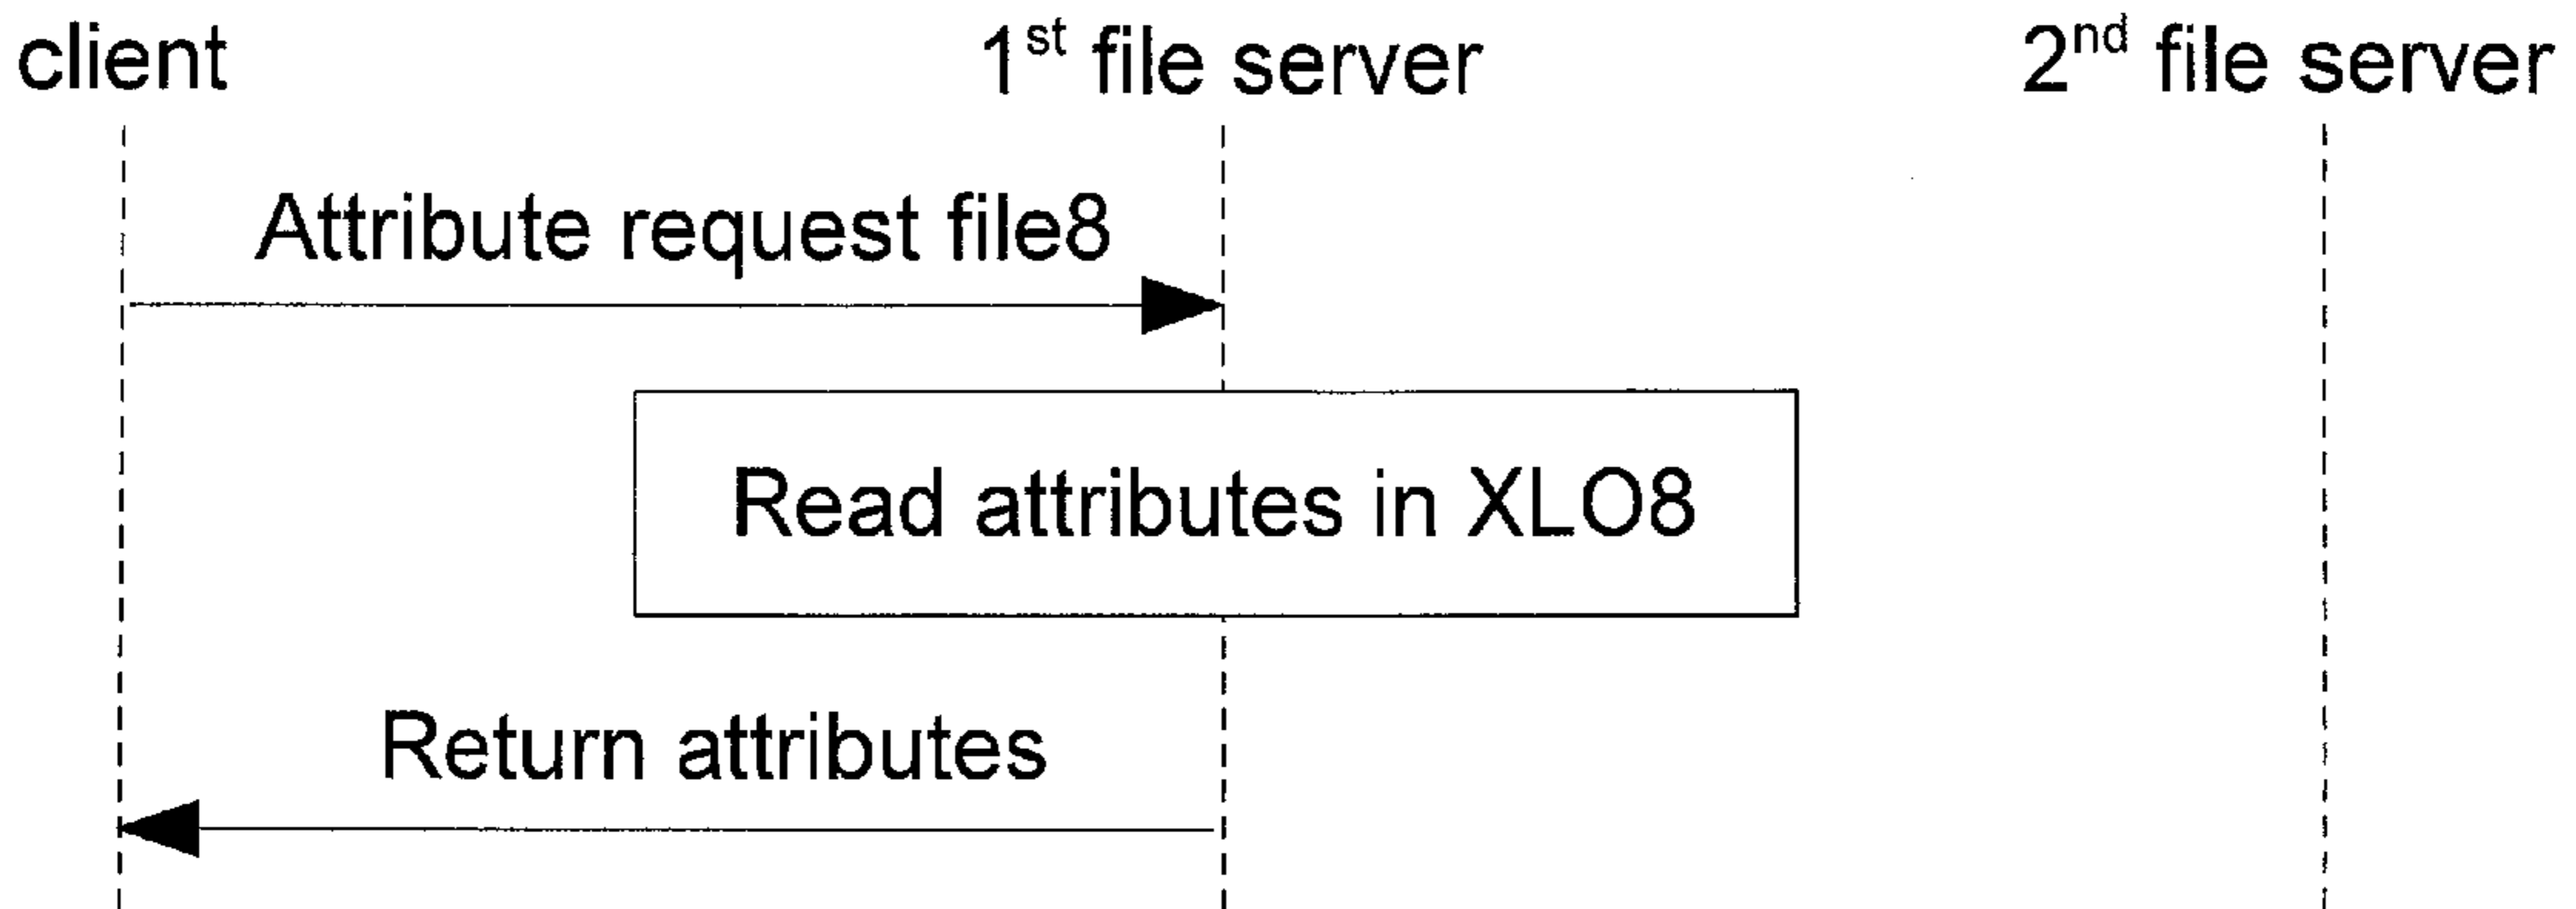 client 1st file server 2nd file server
Attribute request file8
Read attributes in XLO8
Return attributes